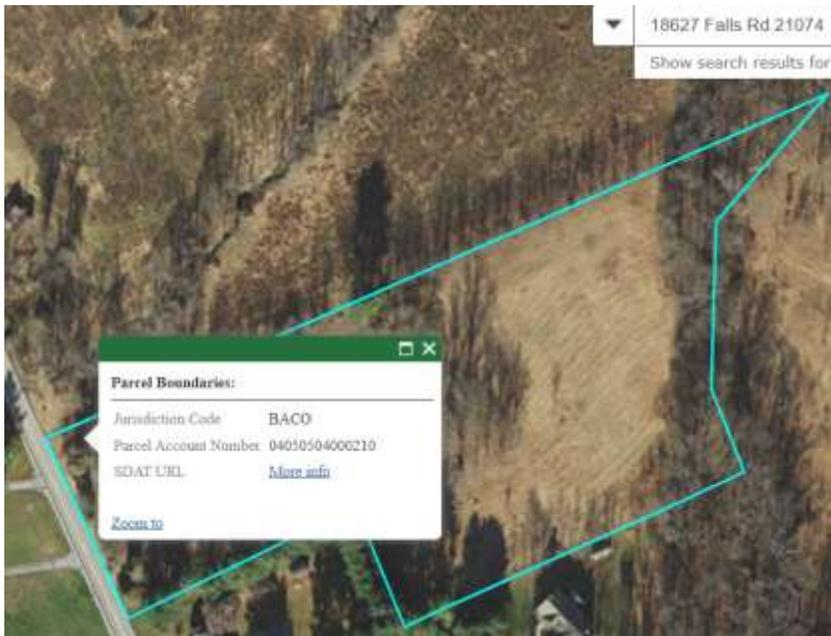 18627 Falls Rd 21074
Show search results for
Parcel Boundaries:
Jurisdiction Code BACO
Parcel Account Number 04050504000210
SDAT URL More info
Zoom to